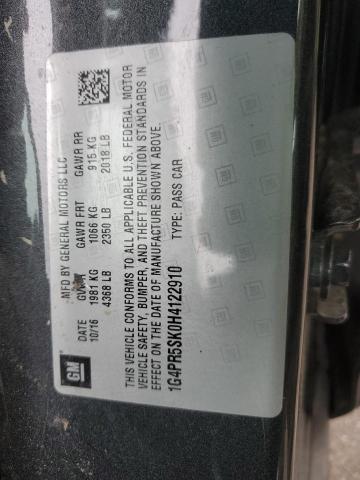 GM
MFD BY GENERAL MOTORS LLC
DATE GVWR GAWR FRT GAWR RR
10/16 1981 KG 1066 KG 915 KG
4368 LB 2350 LB 2018 LB
THIS VEHICLE CONFORMS TO ALL APPLICABLE U.S. FEDERAL MOTOR
VEHICLE SAFETY, BUMPER, AND THEFT PREVENTION STANDARDS IN
EFFECT ON THE DATE OF MANUFACTURE SHOWN ABOVE.
1G4PR5SK0H4122910 TYPE: PASS CAR